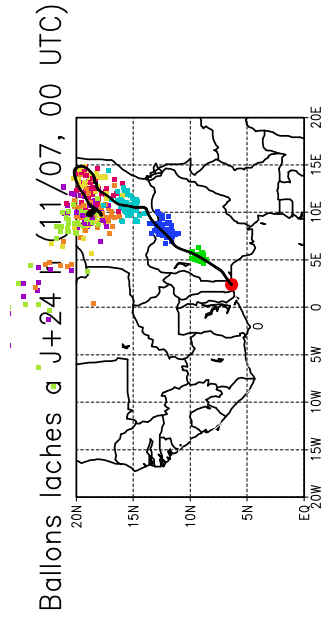 Ballons laches a J+24 h (11/07, 00 UTC)
20N
15N
10N
5N
EQ
20W 15W 10W 5W 0 5E 10E 15E 20E
0